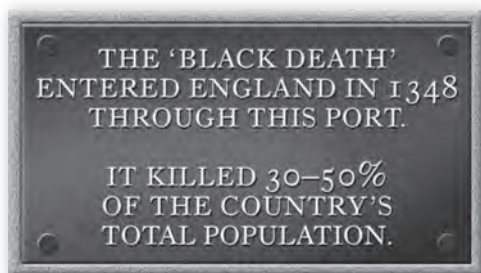 THE ‘BLACK DEATH’
ENTERED ENGLAND IN 1348
THROUGH THIS PORT.
IT KILLED 30–50%
OF THE COUNTRY’S
TOTAL POPULATION.